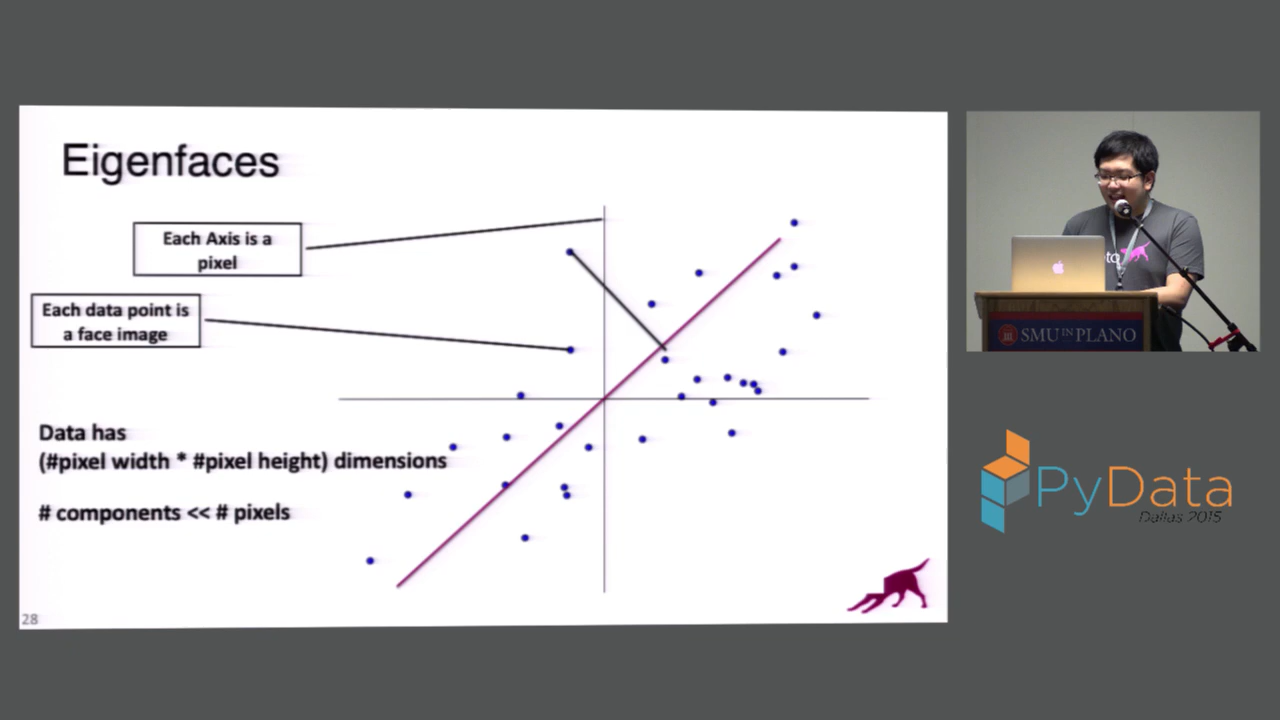 Eigenfaces
Each Axis is a
pixel
Each data point is
a face image
Data has
(#pixel width * #pixel height) dimensions
# components << # pixels
28
SMU IN PLANO
PyData
Dallas 2015